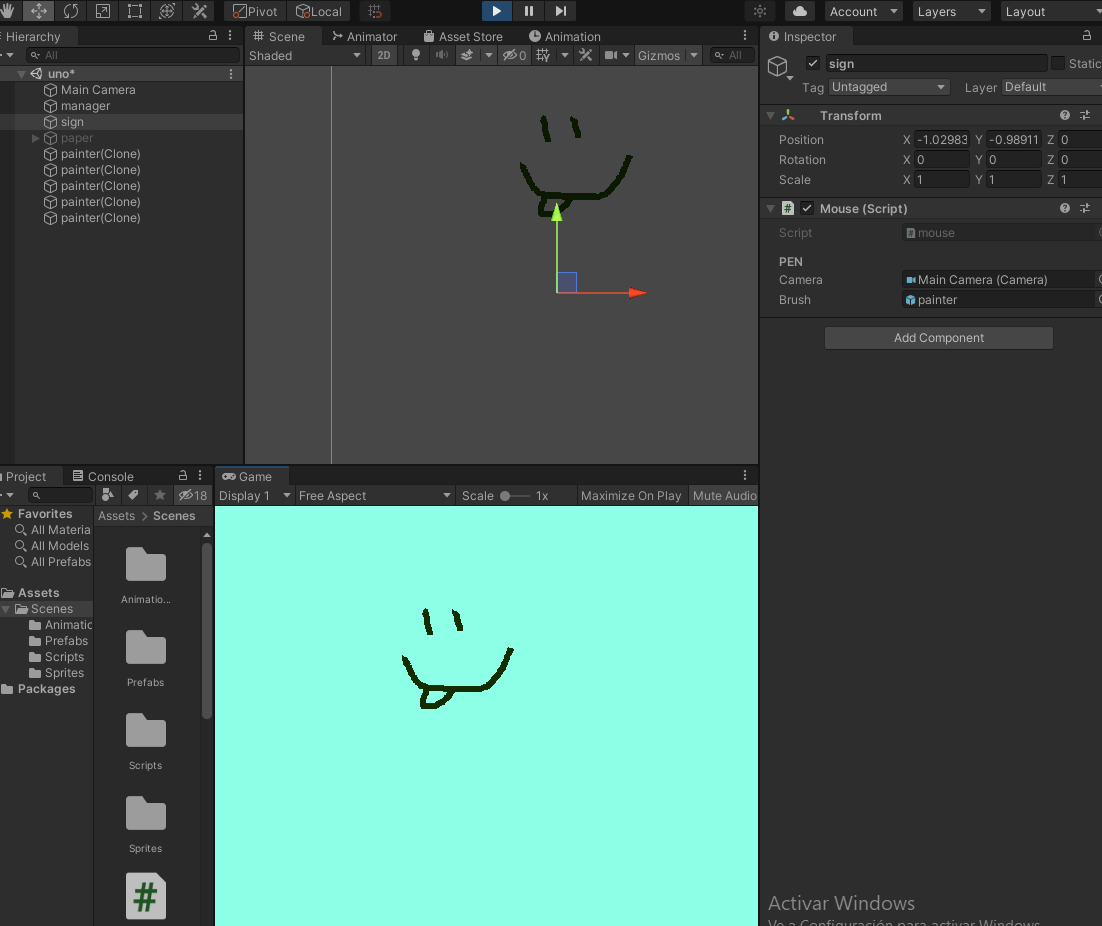 Pivot Local Account Layers Layout
Hierarchy
All
uno*
Main Camera
manager
sign
paper
painter(Clone)
painter(Clone)
painter(Clone)
painter(Clone)
painter(Clone)
Scene Animator Asset Store Animation
Shaded 2D 0 Gizmos All
Inspector
sign Static
Tag Untagged Layer Default
Transform
Position X -1.02983 Y -0.98911 Z 0
Rotation X 0 Y 0 Z 0
Scale X 1 Y 1 Z 1
# Mouse (Script)
Script mouse
PEN
Camera Main Camera (Camera)
Brush painter
Add Component
Project Console
18
Favorites
All Materia
All Models
All Prefabs
Assets
Scenes
Animatic
Prefabs
Scripts
Sprites
Packages
Assets > Scenes
Animatio...
Prefabs
Scripts
Sprites
#
Game
Display 1 Free Aspect Scale 1x Maximize On Play Mute Audio
Activar Windows
Ve a Configuración para activar Windows